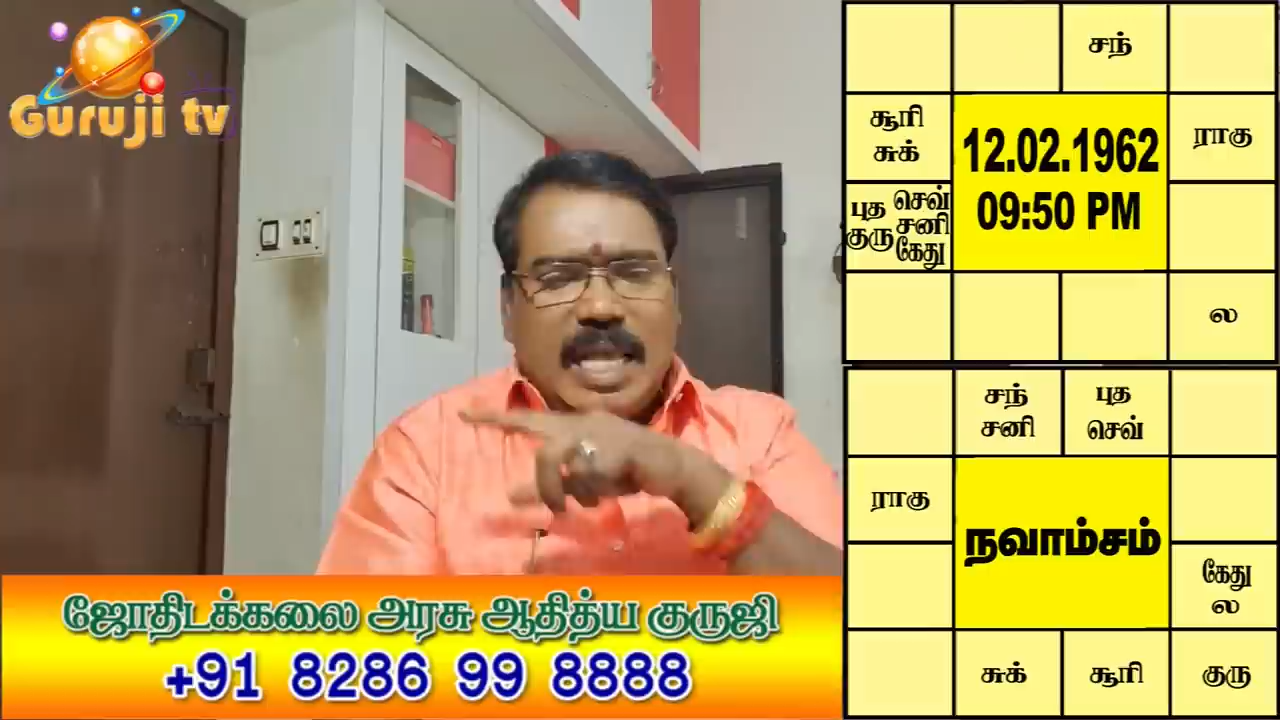 Guruji tv
சந்
சூரி
சுக்
12.02.1962
09:50 PM
ராகு
புத
குரு
செவ்
சனி
கேது
ல
சந்
சனி
புத
செவ்
ராகு
நவாம்சம்
கேது
ல
சுக்
சூரி
குரு
ஜோதிடக்கலை அரசு ஆதித்ய குருஜி
+91 8286 99 8888